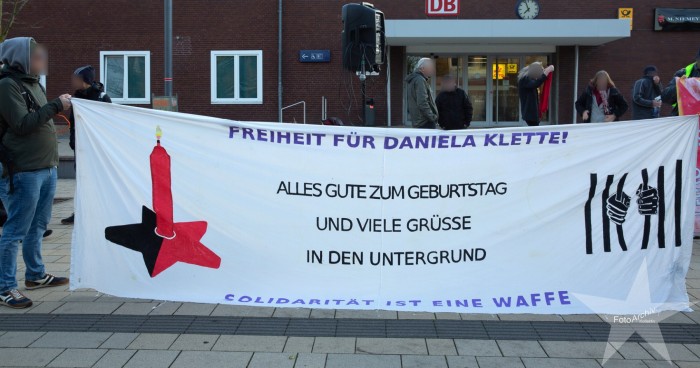 DB
FREIHEIT FÜR DANIELA KLETTE!
ALLES GUTE ZUM GEBURTSTAG
UND VIELE GRÜSSE
IN DEN UNTERGRUND
SOLIDARITÄT IST EINE WAFFE